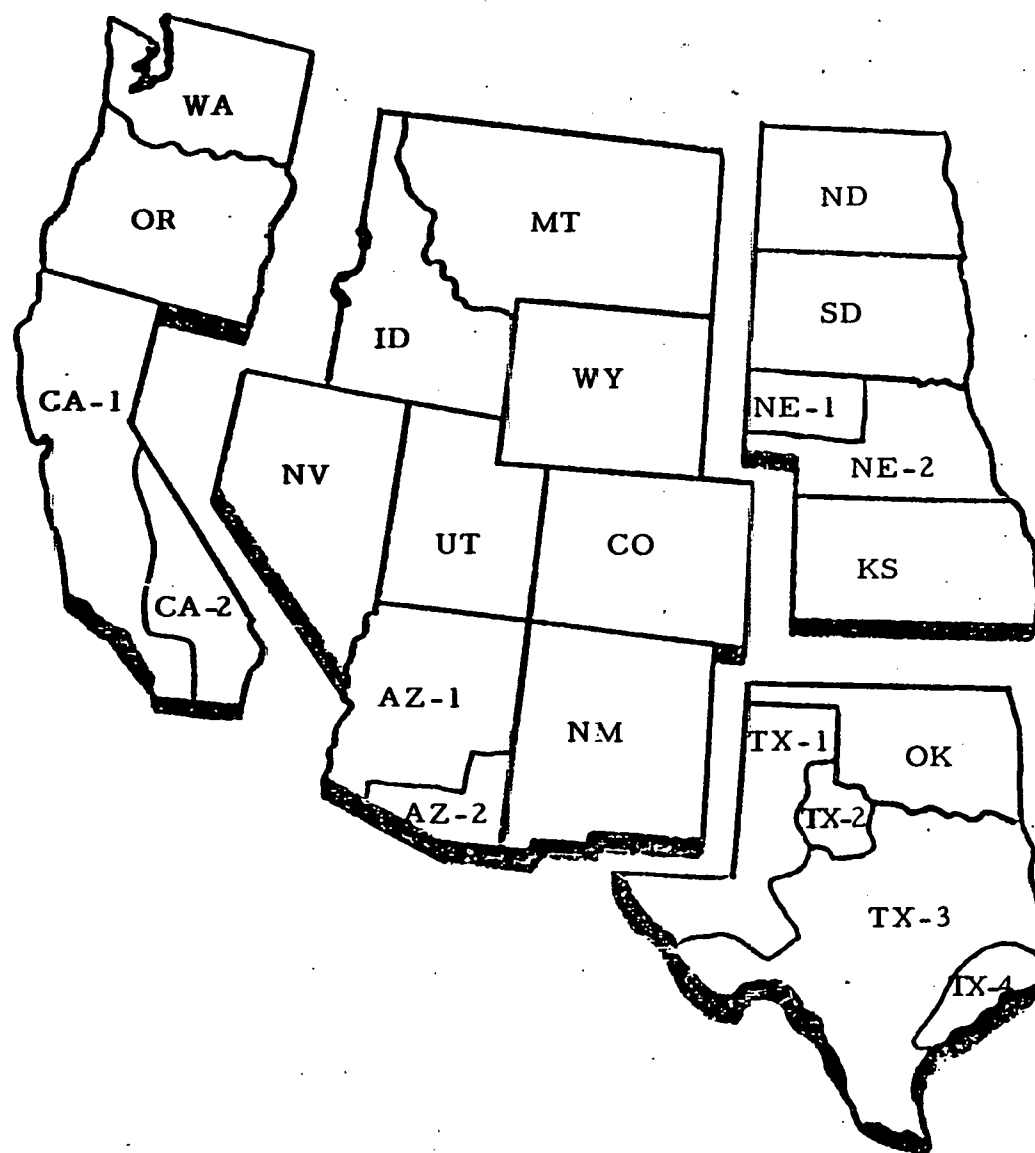 WA
OR
CA-1
CA-2
MT
ID
WY
NV
UT
CO
AZ-1
NM
AZ-2
ND
SD
NE-1
NE-2
KS
TX-1
OK
TX-2
TX-3
TX-4